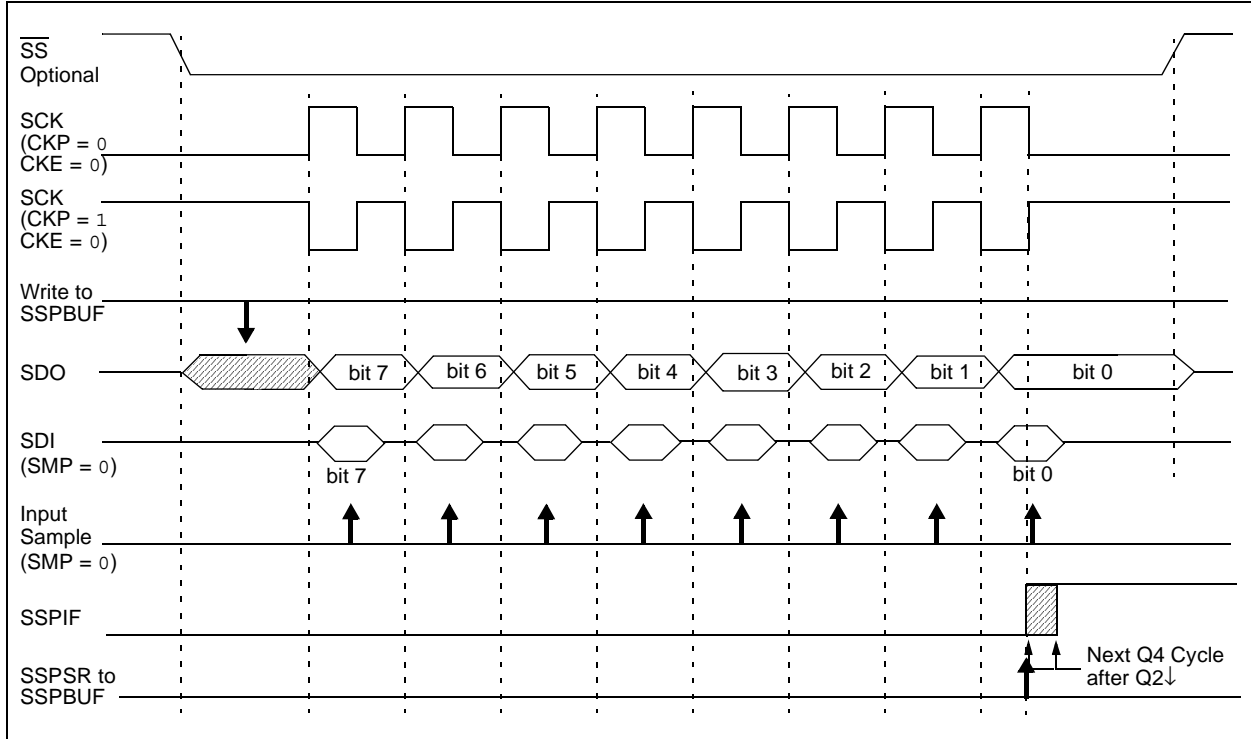 SS
Optional
SCK
(CKP = 0
CKE = 0)
SCK
(CKP = 1
CKE = 0)
Write to
SSPBUF
SDO
bit 7
bit 6
bit 5
bit 4
bit 3
bit 2
bit 1
bit 0
SDI
(SMP = 0)
bit 7
bit 0
Input
Sample
(SMP = 0)
SSPIF
Next Q4 Cycle
after Q2↓
SSPSR to
SSPBUF